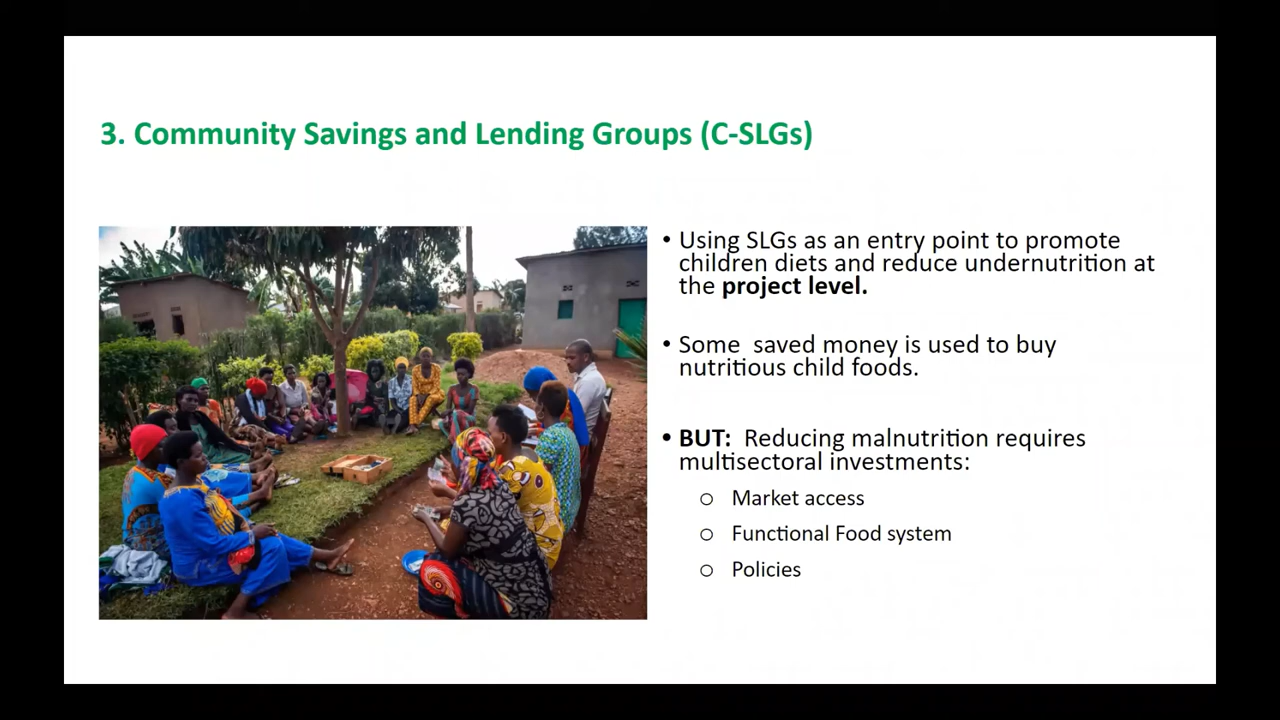 3. Community Savings and Lending Groups (C-SLGs)
• Using SLGs as an entry point to promote
children diets and reduce undernutrition at
the project level.
• Some  saved money is used to buy
nutritious child foods.
• BUT:  Reducing malnutrition requires
multisectoral investments:
o Market access
o Functional Food system
o Policies